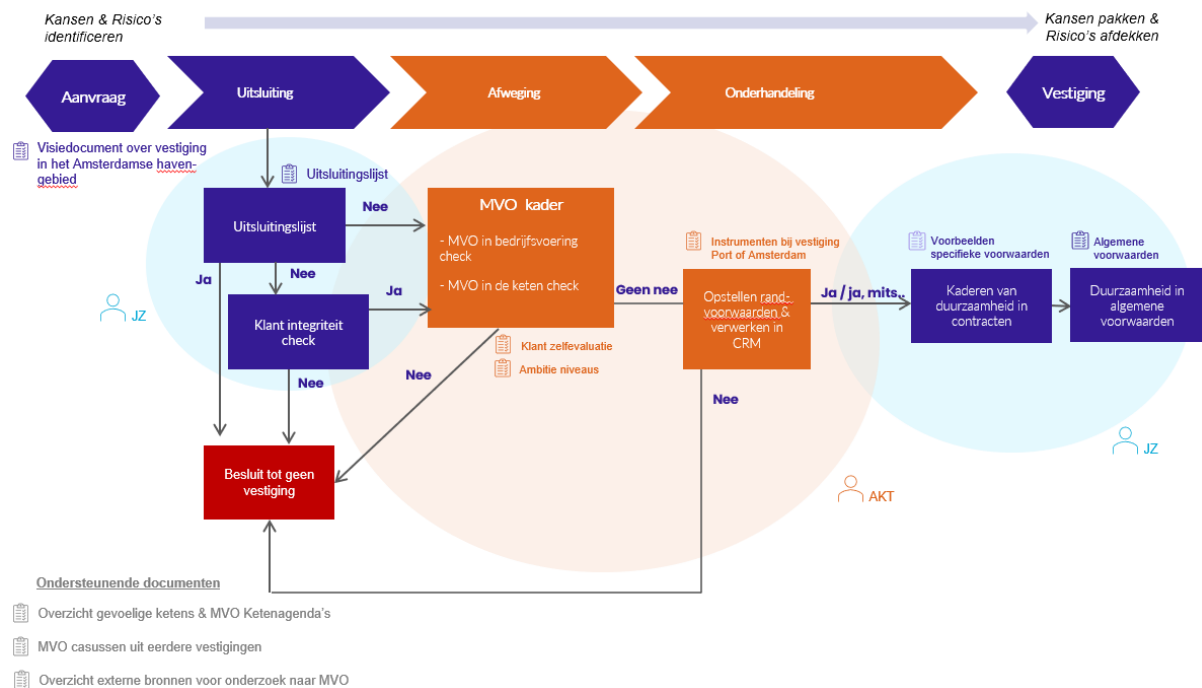 Kansen & Risico's
identificeren
Kansen pakken &
Risico's afdekken
Aanvraag
Uitsluiting
Afweging
Onderhandeling
Vestiging
Visiedocument over vestiging
in het Amsterdamse haven-
gebied
Uitsluitingslijst
Uitsluitingslijst
Nee
MVO kader
- MVO in bedrijfsvoering
check
- MVO in de keten check
Instrumenten bij vestiging
Port of Amsterdam
Voorbeelden
specifieke voorwaarden
Algemene
voorwaarden
Ja
Nee
Ja
Geen nee
Opstellen rand-
voorwaarden &
verwerken in
CRM
Ja / ja, mits..
Kaderen van
duurzaamheid in
contracten
Duurzaamheid in
algemene
voorwaarden
JZ
Klant integriteit
check
Klant zelfevaluatie
Ambitie niveaus
Nee
Nee
Nee
JZ
Besluit tot geen
vestiging
AKT
Ondersteunende documenten
Overzicht gevoelige ketens & MVO Ketenagenda's
MVO casussen uit eerdere vestigingen
Overzicht externe bronnen voor onderzoek naar MVO